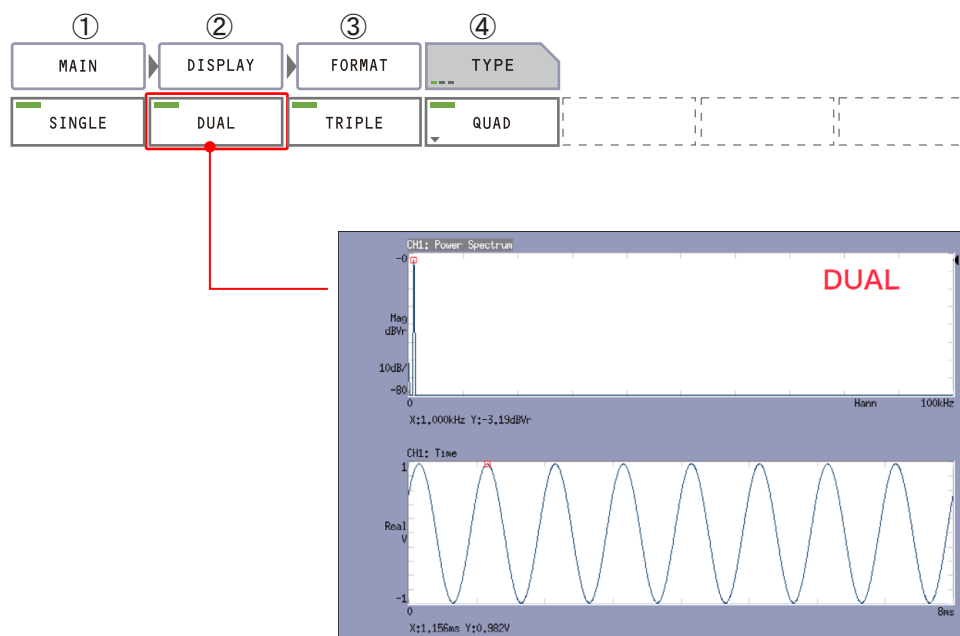 ① ② ③ ④
MAIN DISPLAY FORMAT TYPE
SINGLE DUAL TRIPLE QUAD
CH1: Power Spectrum
-0
DUAL
Mag
dBVr
10dB/
-80
0 Hann 100kHz
X:1.000kHz Y:-3.19dBVr
CH1: Time
1
Real
V
-1
0 8ms
X:1.156ms Y:0.982V